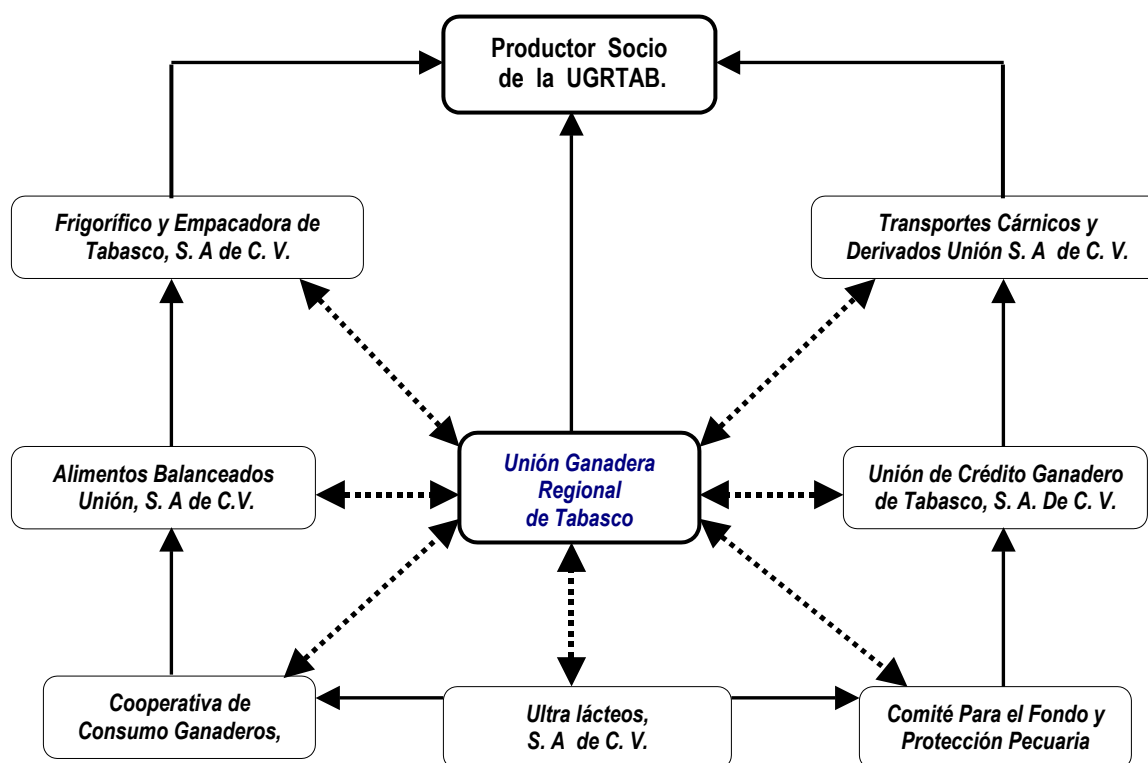 Productor Socio
de la UGRTAB.
Frigorífico y Empacadora de
Tabasco, S. A de C. V.
Transportes Cárnicos y
Derivados Unión S. A de C. V.
Alimentos Balanceados
Unión, S. A de C.V.
Unión Ganadera
Regional
de Tabasco
Unión de Crédito Ganadero
de Tabasco, S. A. De C. V.
Cooperativa de
Consumo Ganaderos,
Ultra lácteos,
S. A de C. V.
Comité Para el Fondo y
Protección Pecuaria